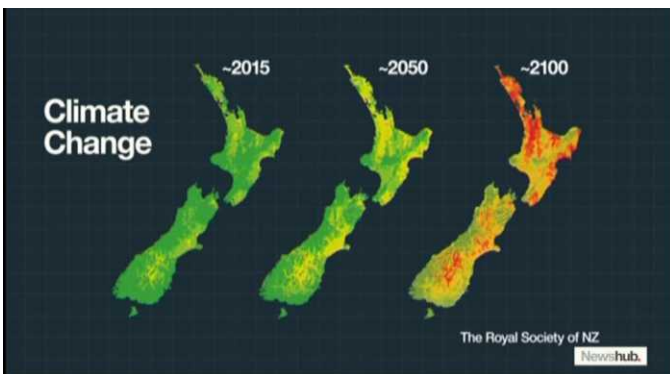 Climate
Change
~2015
~2050
~2100
The Royal Society of NZ
Newshub.